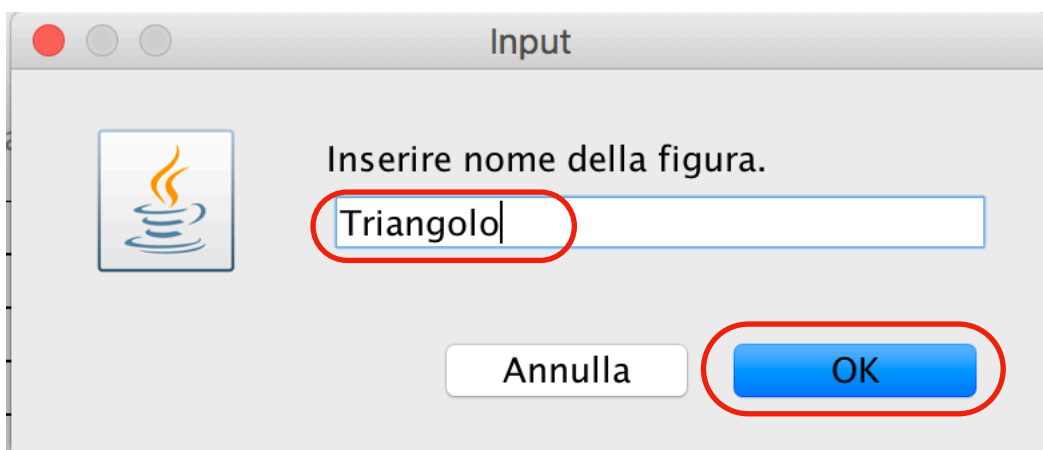 Input
Inserire nome della figura.
Triangolo
Annulla
OK